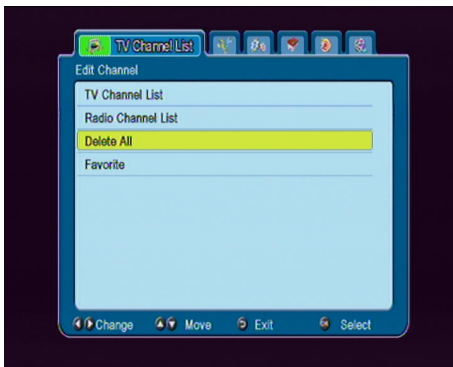 TV Channel List
Edit Channel
TV Channel List
Radio Channel List
Delete All
Favorite
Change Move Exit Select